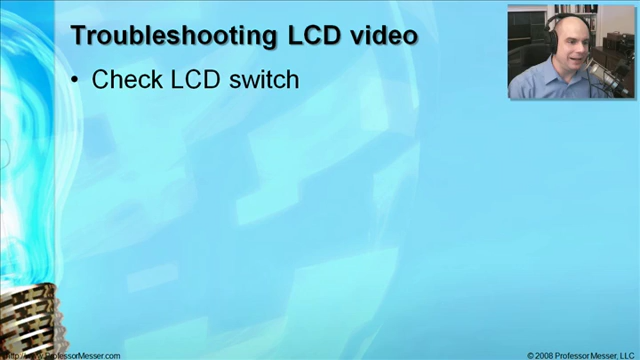 Troubleshooting LCD video
• Check LCD switch
http://www.ProfessorMesser.com
© 2008 Professor Messer, LLC